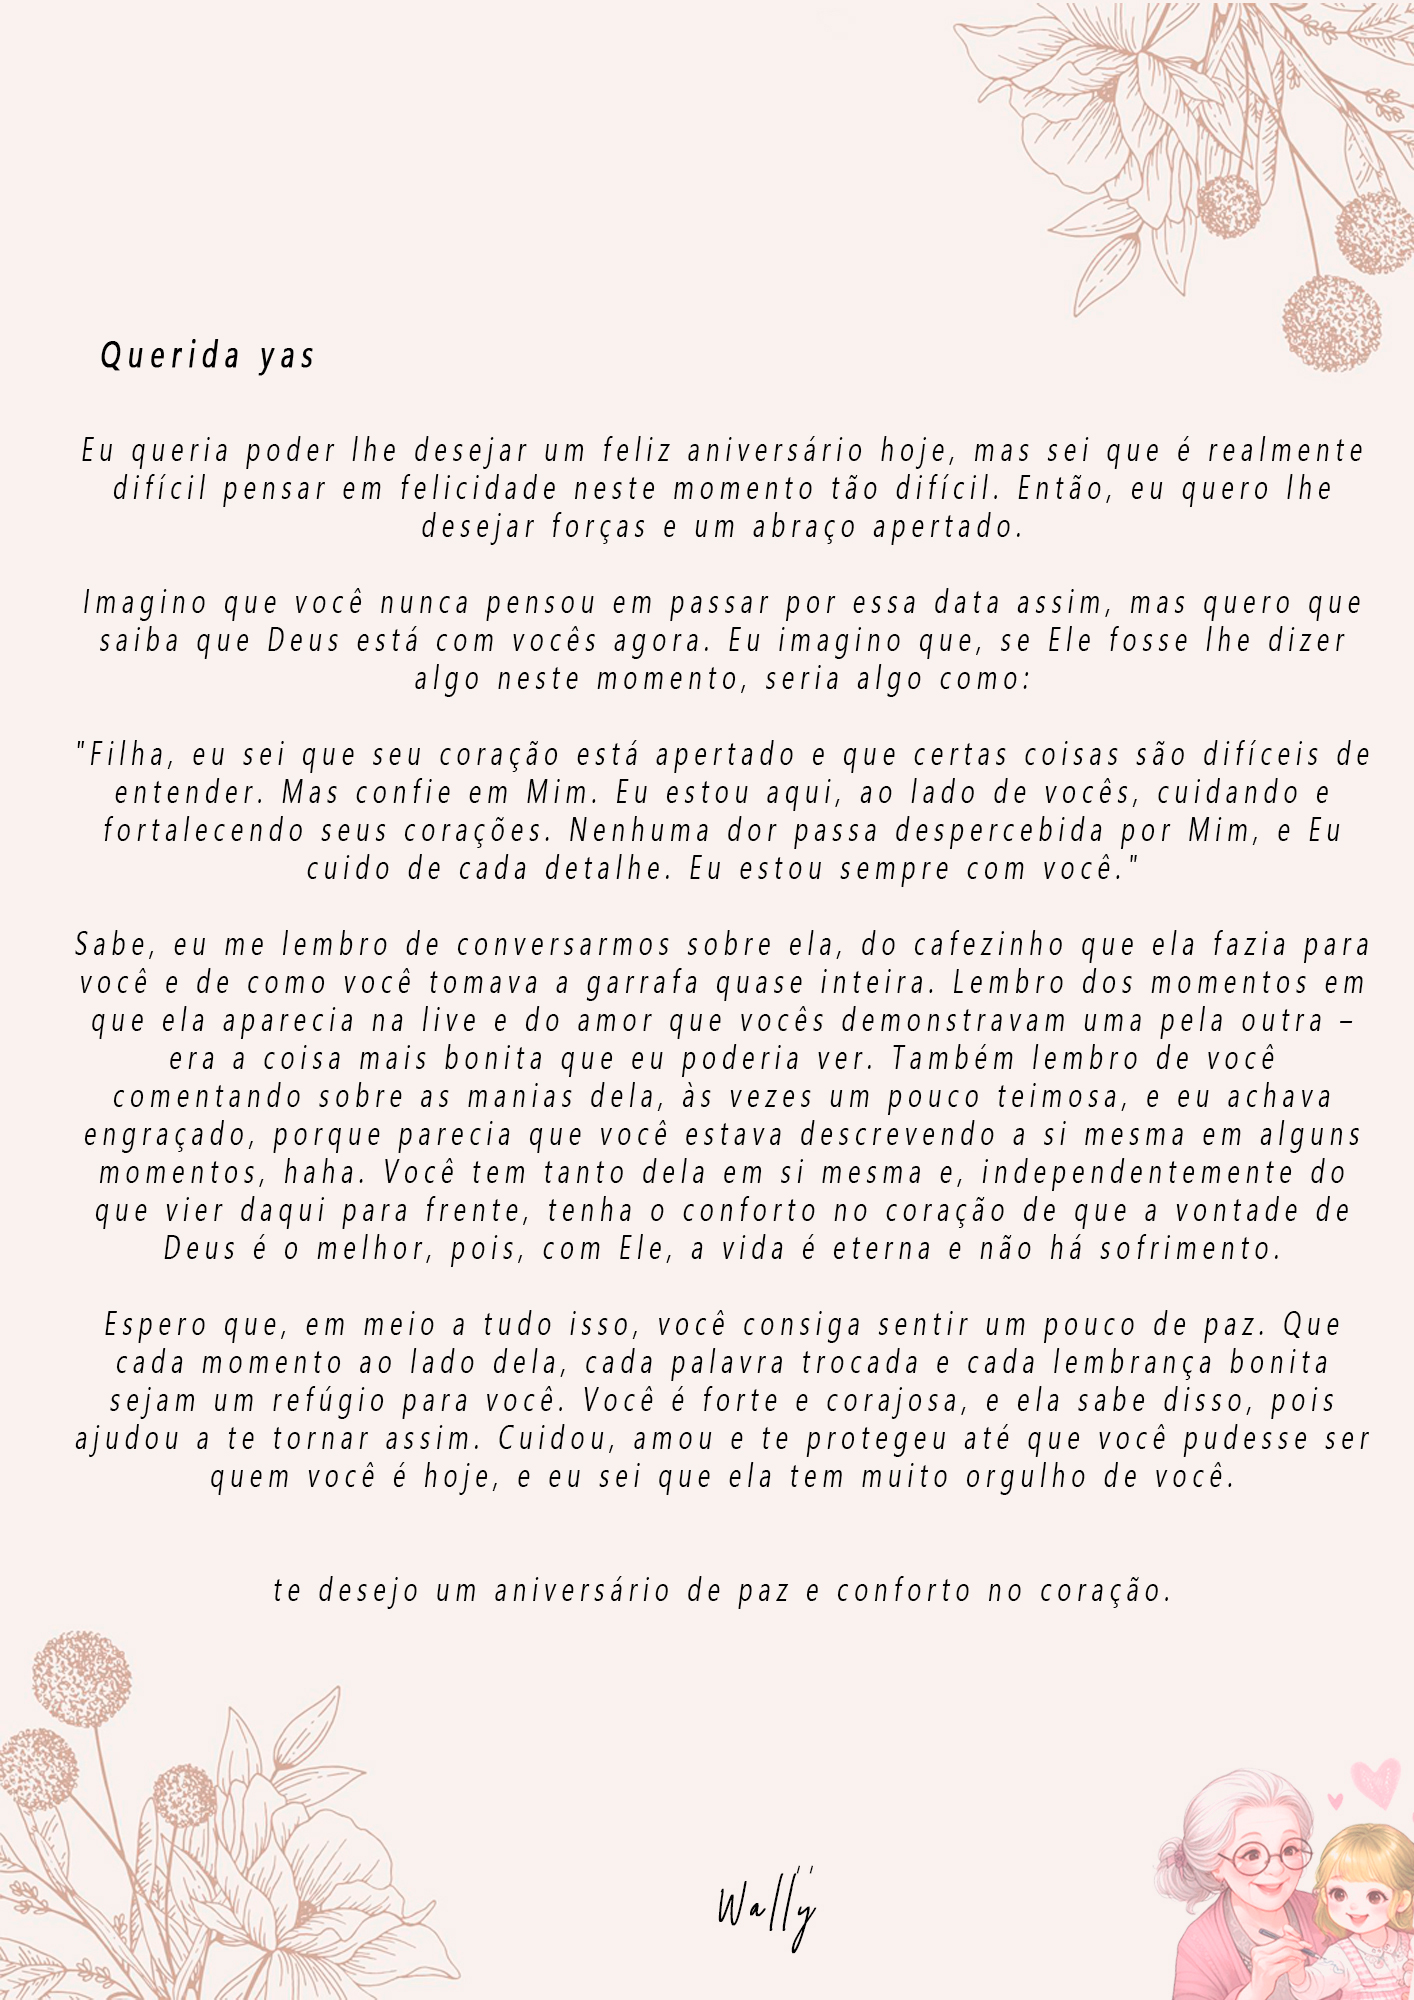 Querida yas
Eu queria poder lhe desejar um feliz aniversário hoje, mas sei que é realmente
difícil pensar em felicidade neste momento tão difícil. Então, eu quero lhe
desejar forças e um abraço apertado.
Imagino que você nunca pensou em passar por essa data assim, mas quero que
saiba que Deus está com vocês agora. Eu imagino que, se Ele fosse lhe dizer
algo neste momento, seria algo como:
"Filha, eu sei que seu coração está apertado e que certas coisas são difíceis de
entender. Mas confie em Mim. Eu estou aqui, ao lado de vocês, cuidando e
fortalecendo seus corações. Nenhuma dor passa despercebida por Mim, e Eu
cuido de cada detalhe. Eu estou sempre com você."
Sabe, eu me lembro de conversarmos sobre ela, do cafezinho que ela fazia para
você e de como você tomava a garrafa quase inteira. Lembro dos momentos em
que ela aparecia na live e do amor que vocês demonstravam uma pela outra –
era a coisa mais bonita que eu poderia ver. Também lembro de você
comentando sobre as manias dela, às vezes um pouco teimosa, e eu achava
engraçado, porque parecia que você estava descrevendo a si mesma em alguns
momentos, haha. Você tem tanto dela em si mesma e, independentemente do
que vier daqui para frente, tenha o conforto no coração de que a vontade de
Deus é o melhor, pois, com Ele, a vida é eterna e não há sofrimento.
Espero que, em meio a tudo isso, você consiga sentir um pouco de paz. Que
cada momento ao lado dela, cada palavra trocada e cada lembrança bonita
sejam um refúgio para você. Você é forte e corajosa, e ela sabe disso, pois
ajudou a te tornar assim. Cuidou, amou e te protegeu até que você pudesse ser
quem você é hoje, e eu sei que ela tem muito orgulho de você.
te desejo um aniversário de paz e conforto no coração.
Wallÿ